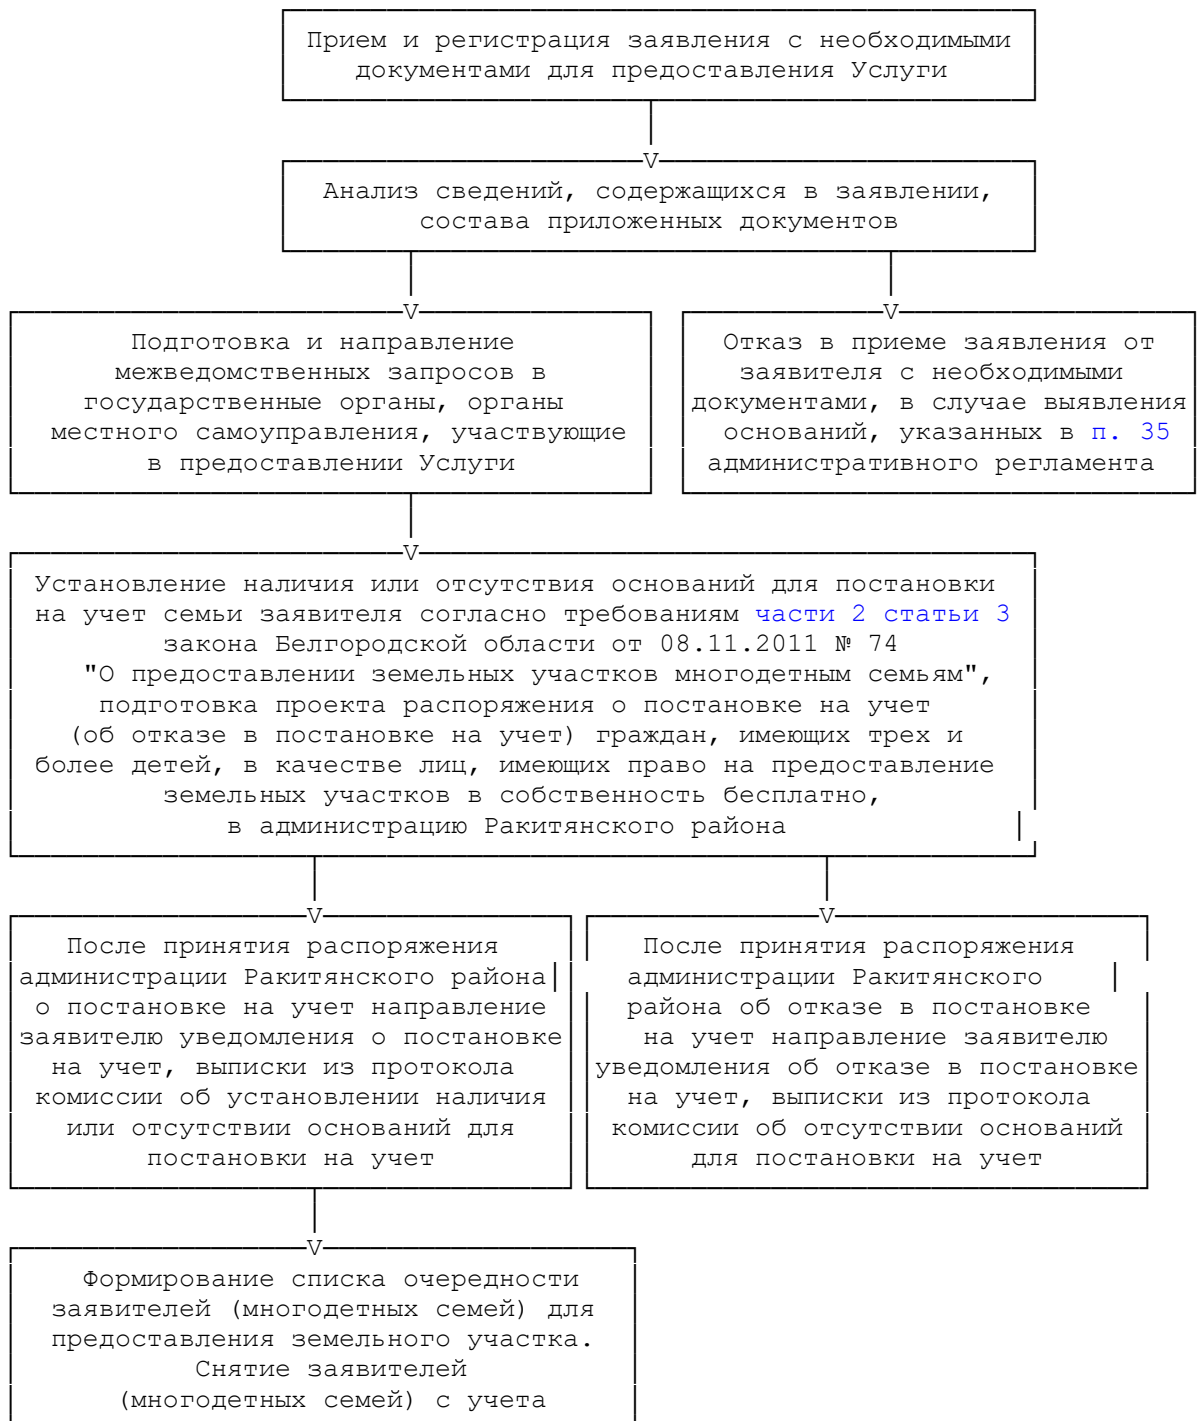 Прием и регистрация заявления с необходимыми
документами для предоставления Услуги
V
Анализ сведений, содержащихся в заявлении,
состава приложенных документов
V
Подготовка и направление
межведомственных запросов в
государственные органы, органы
местного самоуправления, участвующие
в предоставлении Услуги
V
Отказ в приеме заявления от
заявителя с необходимыми
документами, в случае выявления
оснований, указанных в п. 35
административного регламента
V
Установление наличия или отсутствия оснований для постановки
на учет семьи заявителя согласно требованиям части 2 статьи 3
закона Белгородской области от 08.11.2011 № 74
"О предоставлении земельных участков многодетным семьям",
подготовка проекта распоряжения о постановке на учет
(об отказе в постановке на учет) граждан, имеющих трех и
более детей, в качестве лиц, имеющих право на предоставление
земельных участков в собственность бесплатно,
в администрацию Ракитянского района
V
После принятия распоряжения
администрации Ракитянского района
о постановке на учет направление
заявителю уведомления о постановке
на учет, выписки из протокола
комиссии об установлении наличия
или отсутствии оснований для
постановки на учет
V
После принятия распоряжения
администрации Ракитянского
района об отказе в постановке
на учет направление заявителю
уведомления об отказе в постановке
на учет, выписки из протокола
комиссии об отсутствии оснований
для постановки на учет
V
Формирование списка очередности
заявителей (многодетных семей) для
предоставления земельного участка.
Снятие заявителей
(многодетных семей) с учета